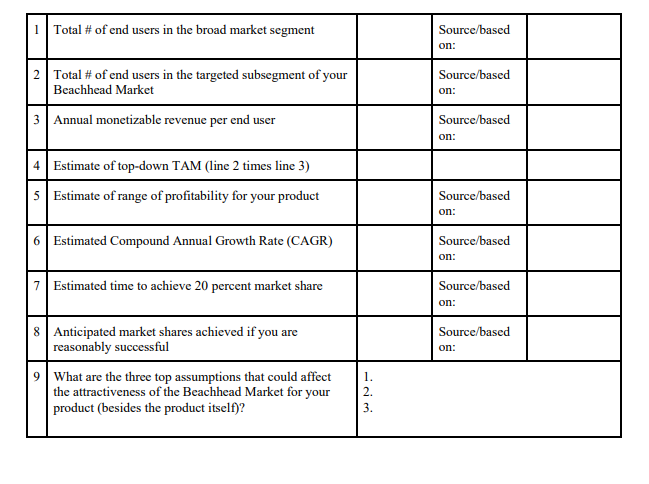 1 Total # of end users in the broad market segment Source/based
on:
2 Total # of end users in the targeted subsegment of your Source/based
Beachhead Market on:
3 Annual monetizable revenue per end user Source/based
on:
4 Estimate of top-down TAM (line 2 times line 3)
5 Estimate of range of profitability for your product Source/based
on:
6 Estimated Compound Annual Growth Rate (CAGR) Source/based
on:
7 Estimated time to achieve 20 percent market share Source/based
on:
8 Anticipated market shares achieved if you are Source/based
reasonably successful on:
9 What are the three top assumptions that could affect 1.
the attractiveness of the Beachhead Market for your 2.
product (besides the product itself)? 3.